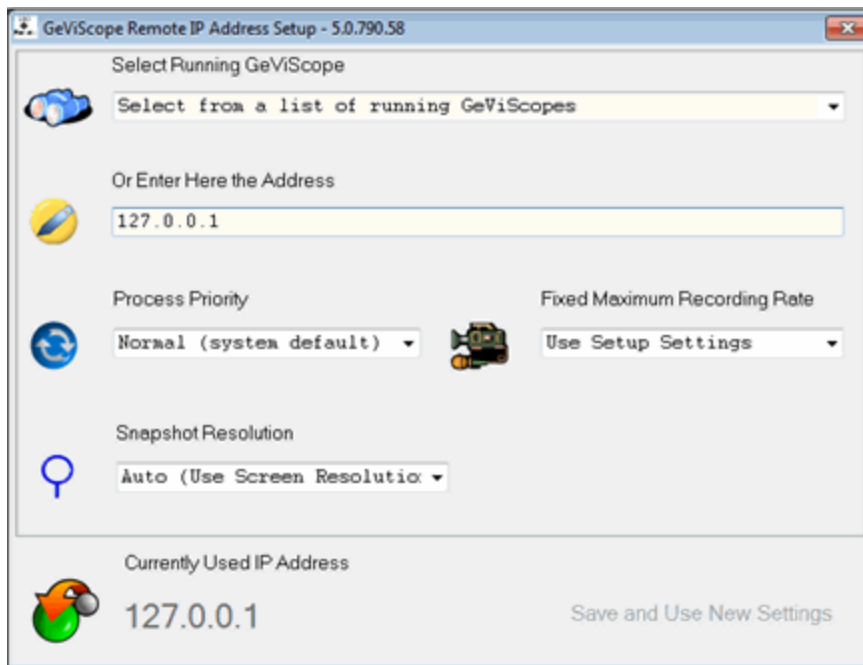 GeViScope Remote IP Address Setup - 5.0.790.58
Select Running GeViScope
Select from a list of running GeViScopes
Or Enter Here the Address
127.0.0.1
Process Priority
Fixed Maximum Recording Rate
Normal (system default)
Use Setup Settings
Snapshot Resolution
Auto (Use Screen Resolutio
Currently Used IP Address
127.0.0.1
Save and Use New Settings